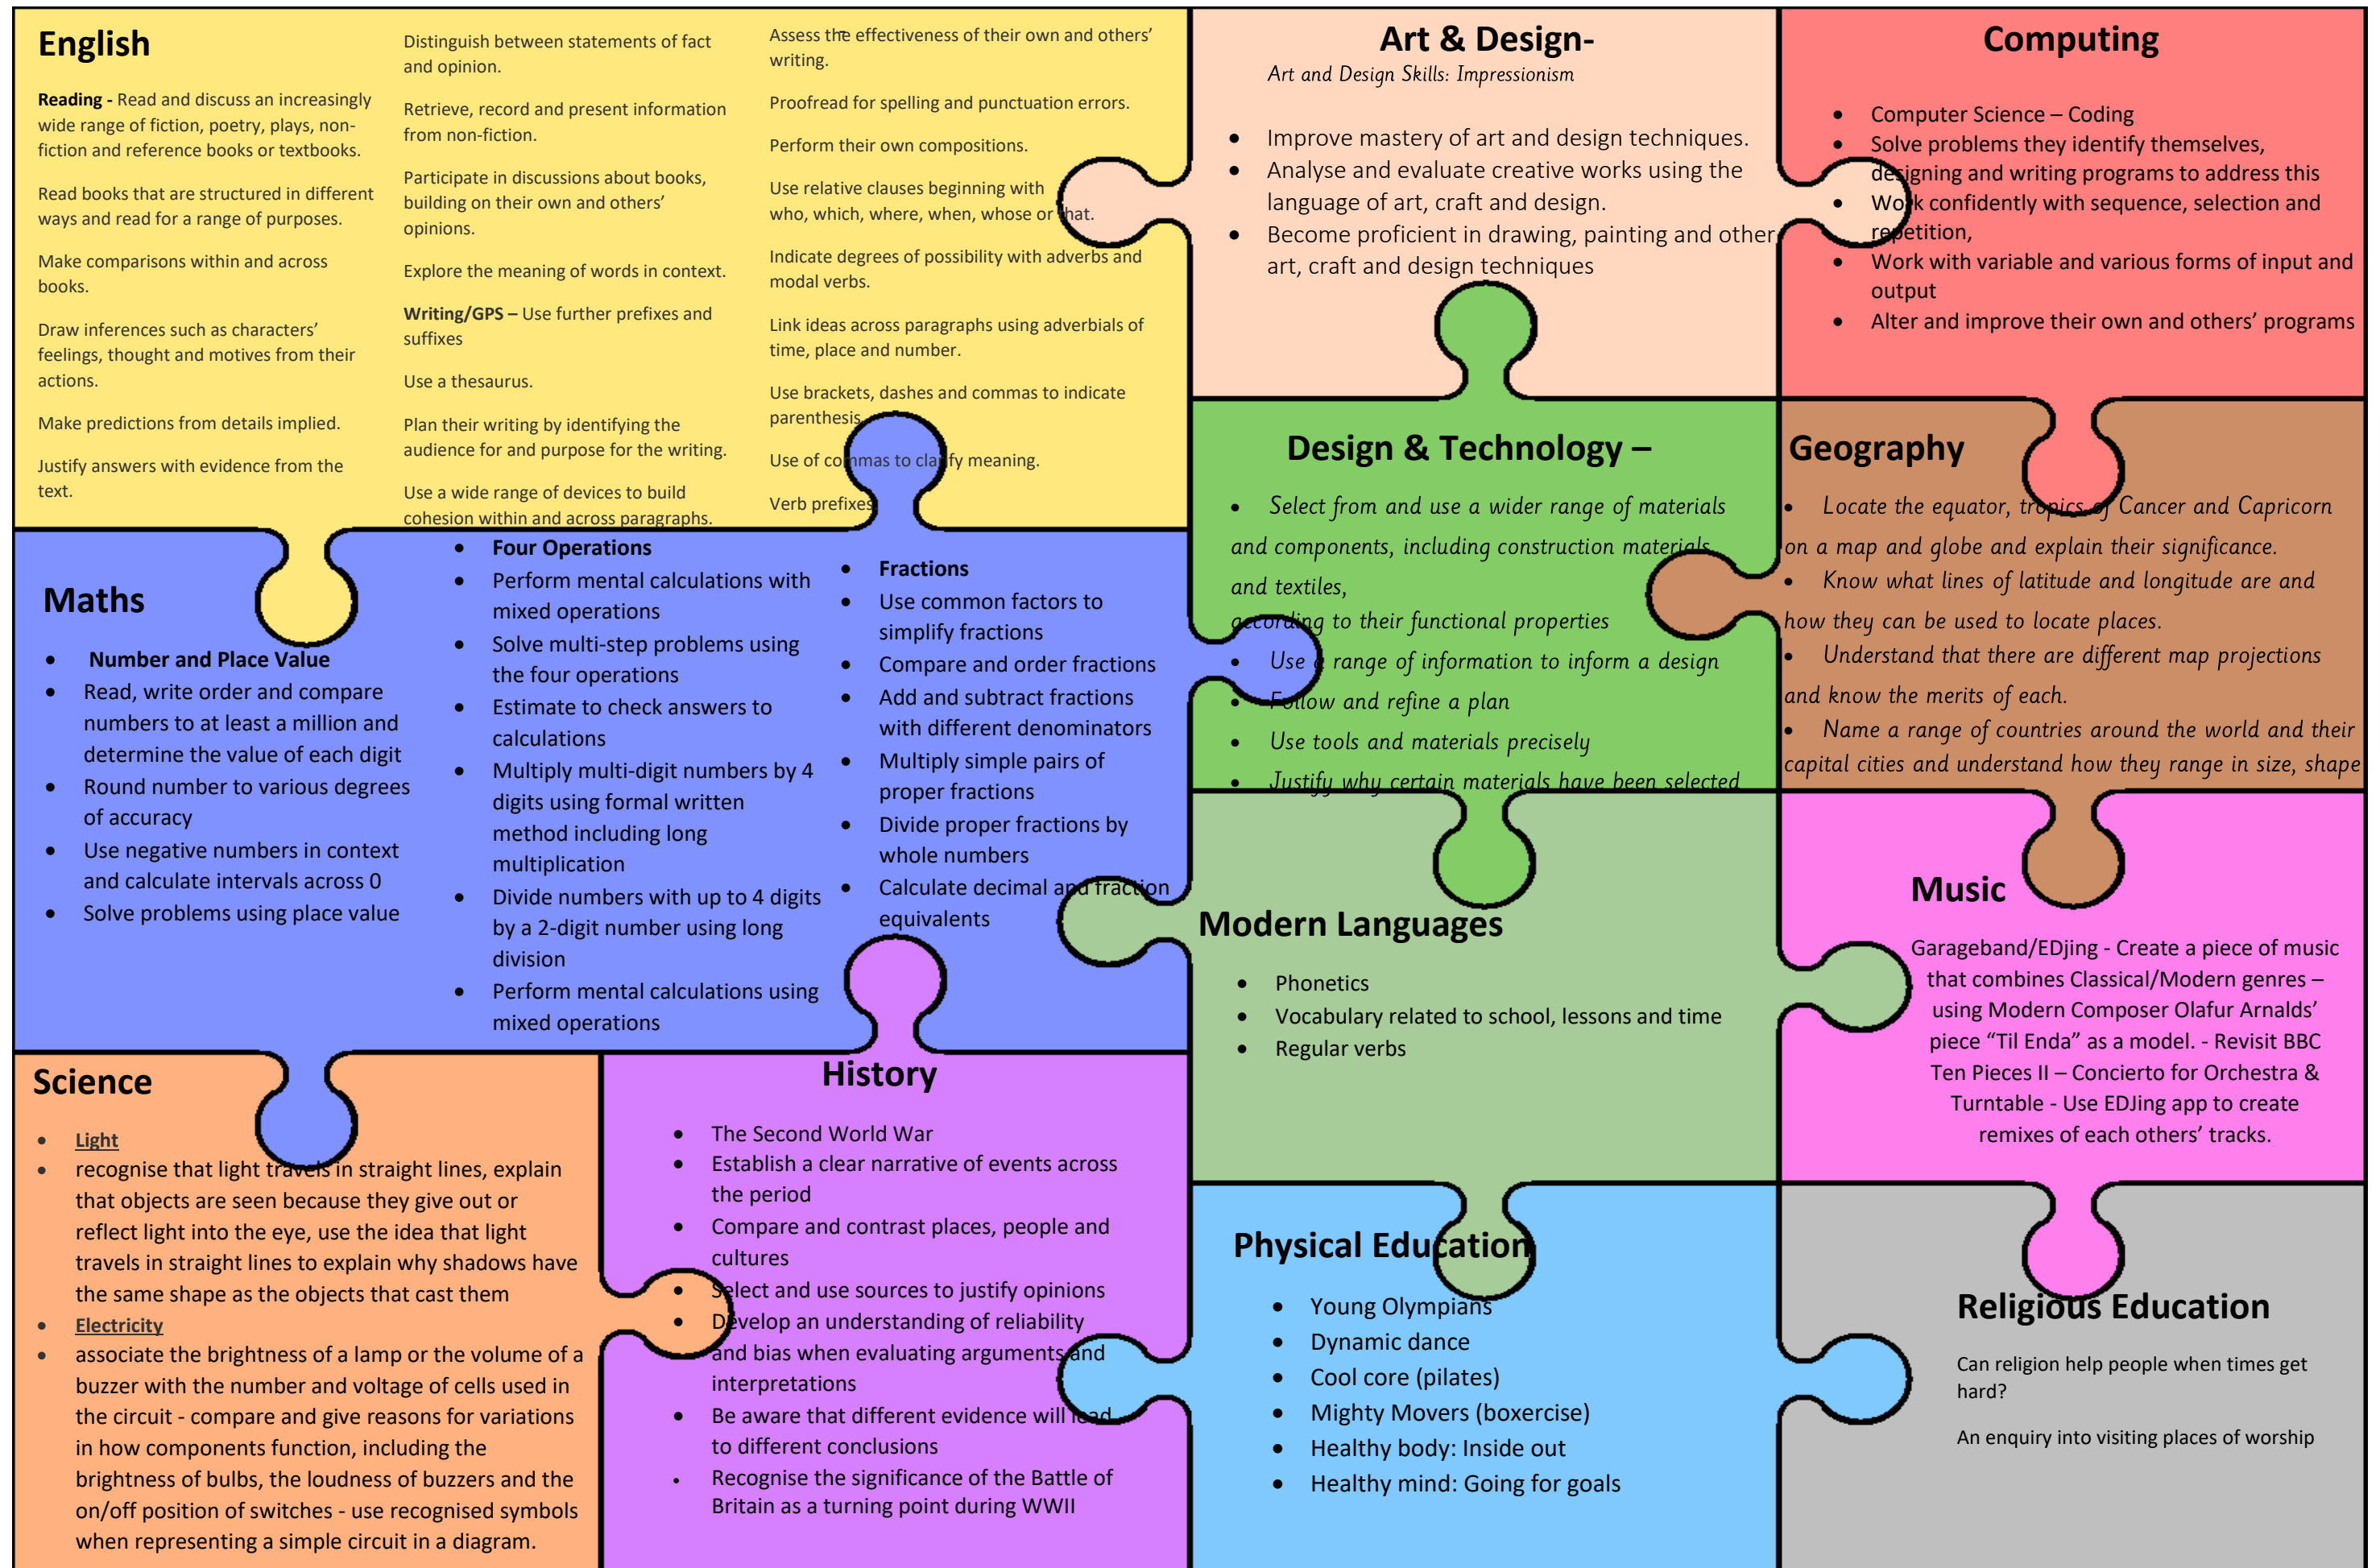 English
Reading - Read and discuss an increasingly
wide range of fiction, poetry, plays, non-
fiction and reference books or textbooks.
Read books that are structured in different
ways and read for a range of purposes.
Make comparisons within and across
books.
Draw inferences such as characters’
feelings, thought and motives from their
actions.
Make predictions from details implied.
Justify answers with evidence from the
text.
Distinguish between statements of fact
and opinion.
Retrieve, record and present information
from non-fiction.
Participate in discussions about books,
building on their own and others’
opinions.
Explore the meaning of words in context.
Writing/GPS – Use further prefixes and
suffixes
Use a thesaurus.
Plan their writing by identifying the
audience for and purpose for the writing.
Use a wide range of devices to build
cohesion within and across paragraphs.
Assess the effectiveness of their own and others’
writing.
Proofread for spelling and punctuation errors.
Perform their own compositions.
Use relative clauses beginning with
who, which, where, when, whose or that.
Indicate degrees of possibility with adverbs and
modal verbs.
Link ideas across paragraphs using adverbials of
time, place and number.
Use brackets, dashes and commas to indicate
parenthesis.
Use of commas to clarify meaning.
Verb prefixes
Art & Design-
Art and Design Skills: Impressionism
• Improve mastery of art and design techniques.
• Analyse and evaluate creative works using the
language of art, craft and design.
• Become proficient in drawing, painting and other
art, craft and design techniques
Computing
• Computer Science – Coding
• Solve problems they identify themselves,
designing and writing programs to address this
• Work confidently with sequence, selection and
repetition,
• Work with variable and various forms of input and
output
• Alter and improve their own and others’ programs
Design & Technology –
• Select from and use a wider range of materials
and components, including construction materials
and textiles,
according to their functional properties
• Use a range of information to inform a design
• Follow and refine a plan
• Use tools and materials precisely
• Justify why certain materials have been selected
Geography
• Locate the equator, tropics of Cancer and Capricorn
on a map and globe and explain their significance.
• Know what lines of latitude and longitude are and
how they can be used to locate places.
• Understand that there are different map projections
and know the merits of each.
• Name a range of countries around the world and their
capital cities and understand how they range in size, shape
Maths
• Number and Place Value
• Read, write order and compare
numbers to at least a million and
determine the value of each digit
• Round number to various degrees
of accuracy
• Use negative numbers in context
and calculate intervals across 0
• Solve problems using place value
• Four Operations
• Perform mental calculations with
mixed operations
• Solve multi-step problems using
the four operations
• Estimate to check answers to
calculations
• Multiply multi-digit numbers by 4
digits using formal written
method including long
multiplication
• Divide numbers with up to 4 digits
by a 2-digit number using long
division
• Perform mental calculations using
mixed operations
• Fractions
• Use common factors to
simplify fractions
• Compare and order fractions
• Add and subtract fractions
with different denominators
• Multiply simple pairs of
proper fractions
• Divide proper fractions by
whole numbers
• Calculate decimal and fraction
equivalents
Modern Languages
• Phonetics
• Vocabulary related to school, lessons and time
• Regular verbs
Music
Garageband/EDjing - Create a piece of music
that combines Classical/Modern genres –
using Modern Composer Olafur Arnalds’
piece “Til Enda” as a model. - Revisit BBC
Ten Pieces II – Concierto for Orchestra &
Turntable - Use EDJing app to create
remixes of each others’ tracks.
Science
• Light
• recognise that light travels in straight lines, explain
that objects are seen because they give out or
reflect light into the eye, use the idea that light
travels in straight lines to explain why shadows have
the same shape as the objects that cast them
• Electricity
• associate the brightness of a lamp or the volume of a
buzzer with the number and voltage of cells used in
the circuit - compare and give reasons for variations
in how components function, including the
brightness of bulbs, the loudness of buzzers and the
on/off position of switches - use recognised symbols
when representing a simple circuit in a diagram.
History
• The Second World War
• Establish a clear narrative of events across
the period
• Compare and contrast places, people and
cultures
• Select and use sources to justify opinions
• Develop an understanding of reliability
and bias when evaluating arguments and
interpretations
• Be aware that different evidence will lead
to different conclusions
• Recognise the significance of the Battle of
Britain as a turning point during WWII
Physical Education
• Young Olympians
• Dynamic dance
• Cool core (pilates)
• Mighty Movers (boxercise)
• Healthy body: Inside out
• Healthy mind: Going for goals
Religious Education
Can religion help people when times get
hard?
An enquiry into visiting places of worship